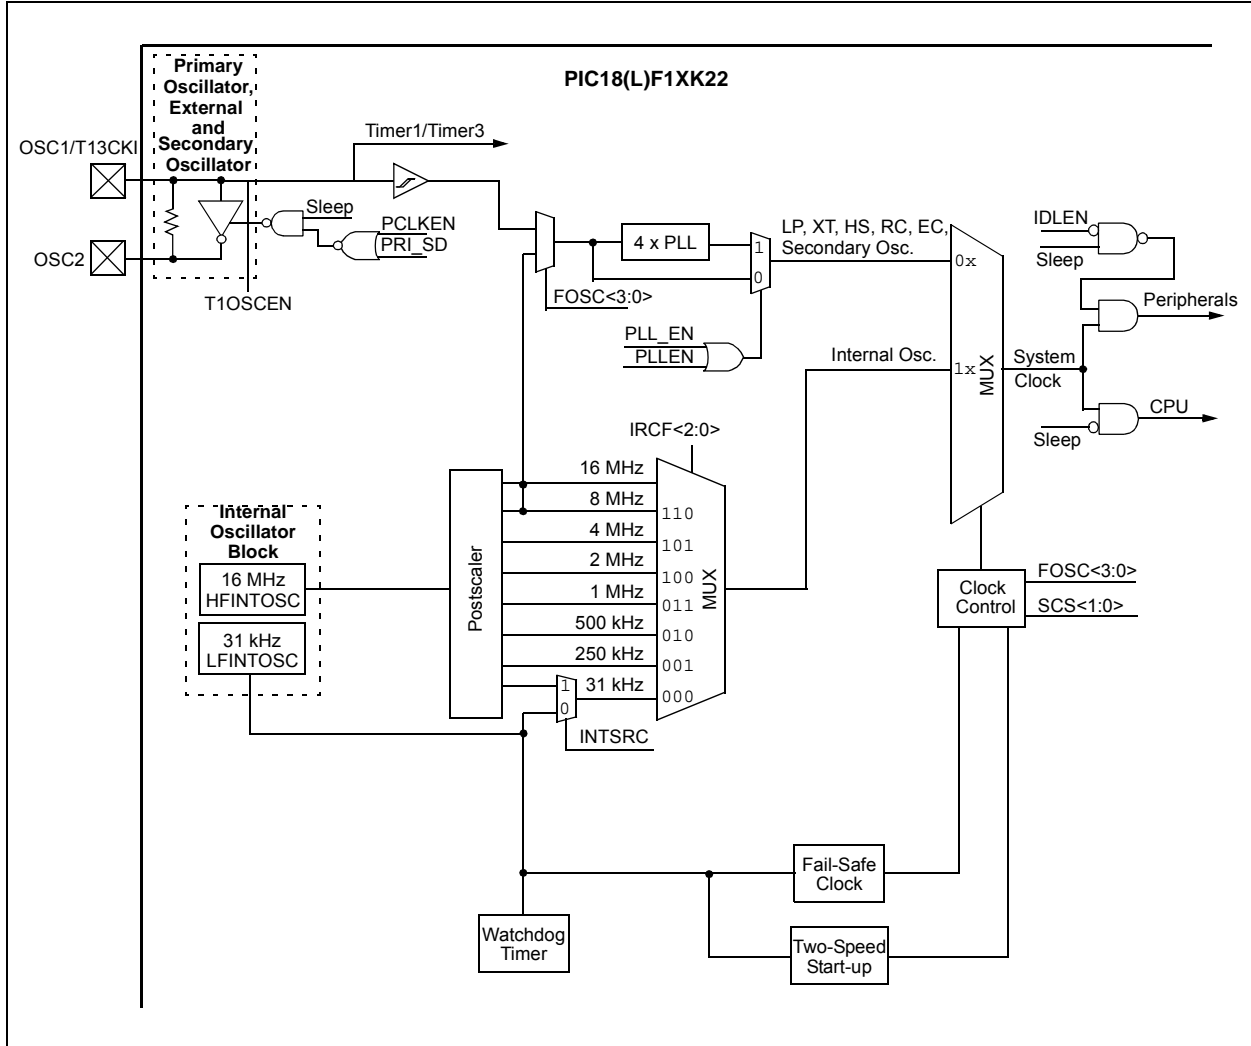 PIC18(L)F1XK22
Primary
Oscillator,
External
and
Secondary
Oscillator
OSC1/T13CKI
OSC2
Timer1/Timer3
Sleep
PCLKEN
PRI_SD
T1OSCEN
4 x PLL
1
0
FOSC<3:0>
PLL_EN
PLLEN
LP, XT, HS, RC, EC,
Secondary Osc.
0x
Internal Osc.
1x
MUX
System
Clock
IDLEN
Sleep
Peripherals
CPU
Sleep
IRCF<2:0>
16 MHz
8 MHz
110
4 MHz
101
2 MHz
100
1 MHz
011
500 kHz
010
250 kHz
001
31 kHz
000
MUX
Postscaler
1
0
INTSRC
Internal
Oscillator
Block
16 MHz
HFINTOSC
31 kHz
LFINTOSC
Clock
Control
FOSC<3:0>
SCS<1:0>
Fail-Safe
Clock
Watchdog
Timer
Two-Speed
Start-up